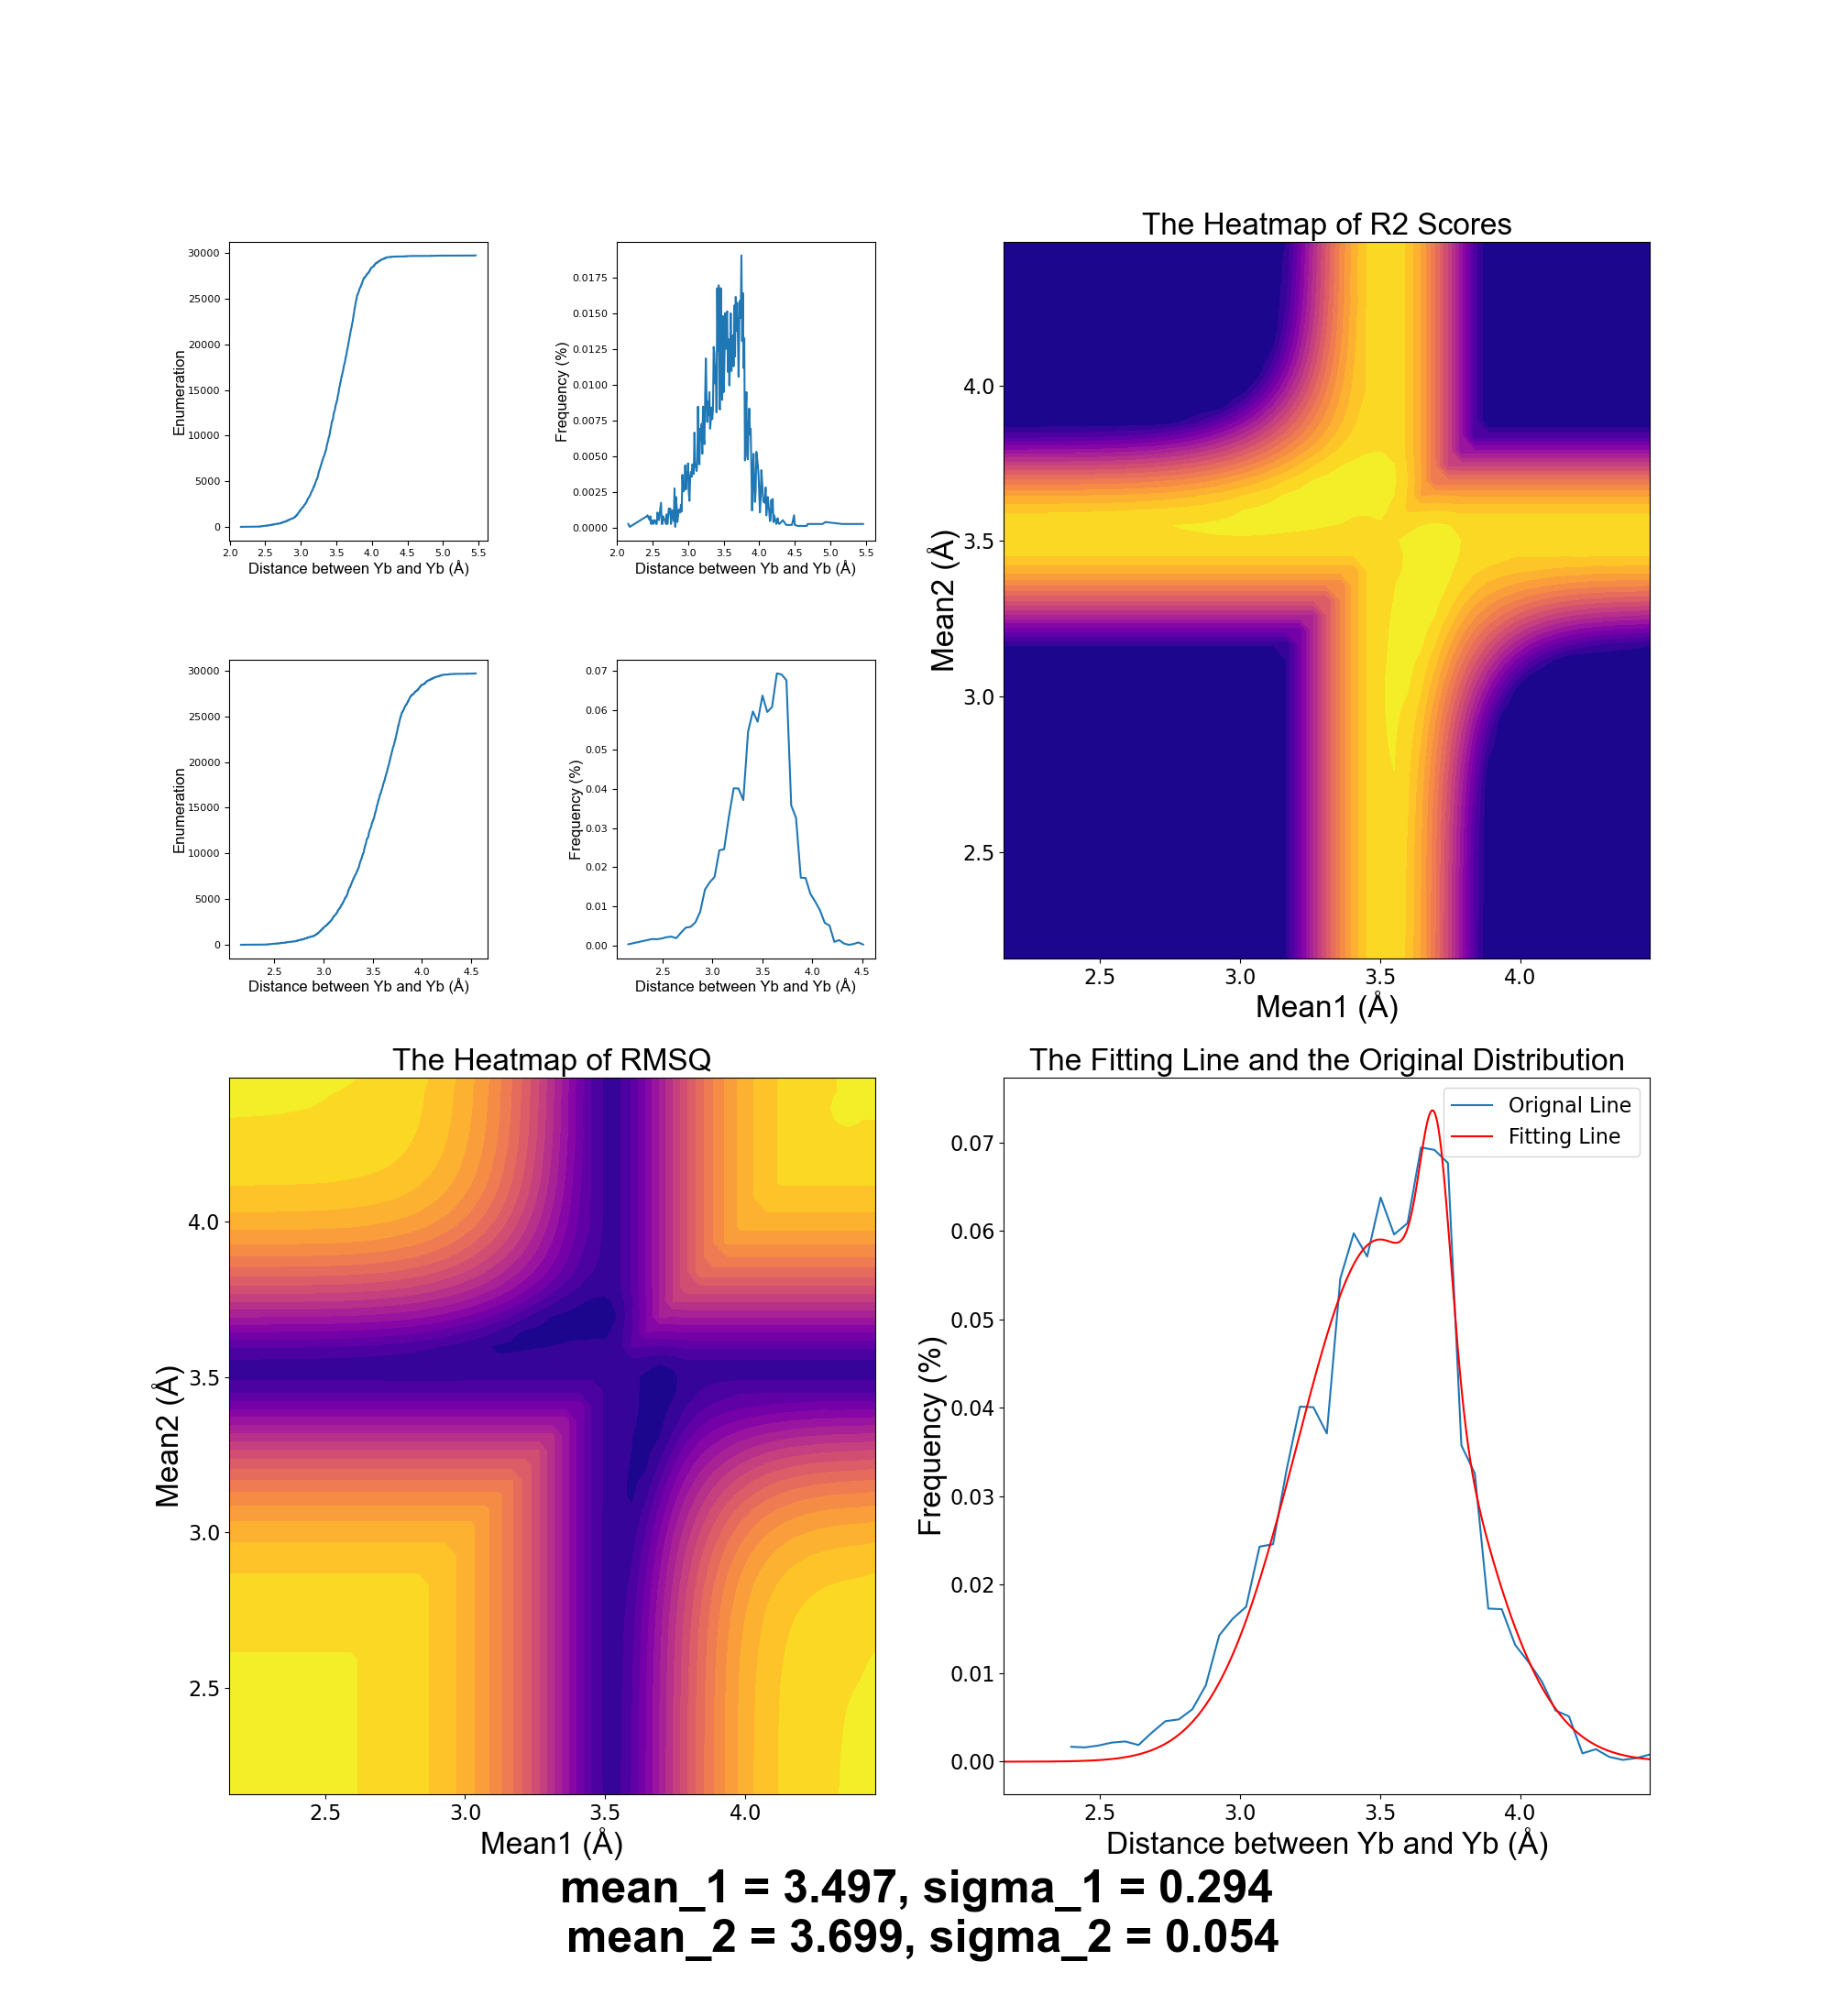 The Heatmap of R2 Scores
30000
25000
20000
15000
10000
5000
0
Enumeration
2.0 2.5 3.0 3.5 4.0 4.5 5.0 5.5
Distance between Yb and Yb (Å)
0.0175
0.0150
0.0125
0.0100
0.0075
0.0050
0.0025
0.0000
Frequency (%)
2.0 2.5 3.0 3.5 4.0 4.5 5.0 5.5
Distance between Yb and Yb (Å)
4.0
3.5
3.0
2.5
Mean2 (Å)
2.5 3.0 3.5 4.0
Mean1 (Å)
30000
25000
20000
15000
10000
5000
0
Enumeration
2.5 3.0 3.5 4.0 4.5
Distance between Yb and Yb (Å)
0.07
0.06
0.05
0.04
0.03
0.02
0.01
0.00
Frequency (%)
2.5 3.0 3.5 4.0 4.5
Distance between Yb and Yb (Å)
The Heatmap of RMSQ
4.0
3.5
3.0
2.5
Mean2 (Å)
2.5 3.0 3.5 4.0
Mean1 (Å)
The Fitting Line and the Original Distribution
Orignal Line
Fitting Line
0.07
0.06
0.05
0.04
0.03
0.02
0.01
0.00
Frequency (%)
2.5 3.0 3.5 4.0
Distance between Yb and Yb (Å)
mean_1 = 3.497, sigma_1 = 0.294
mean_2 = 3.699, sigma_2 = 0.054